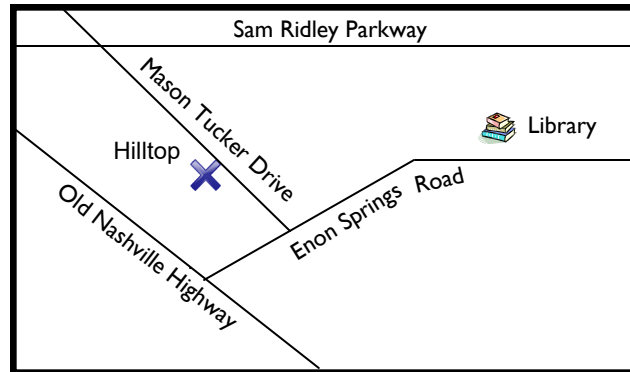 Sam Ridley Parkway
Mason Tucker Drive
Library
Hilltop
Enon Springs Road
Old Nashville Highway